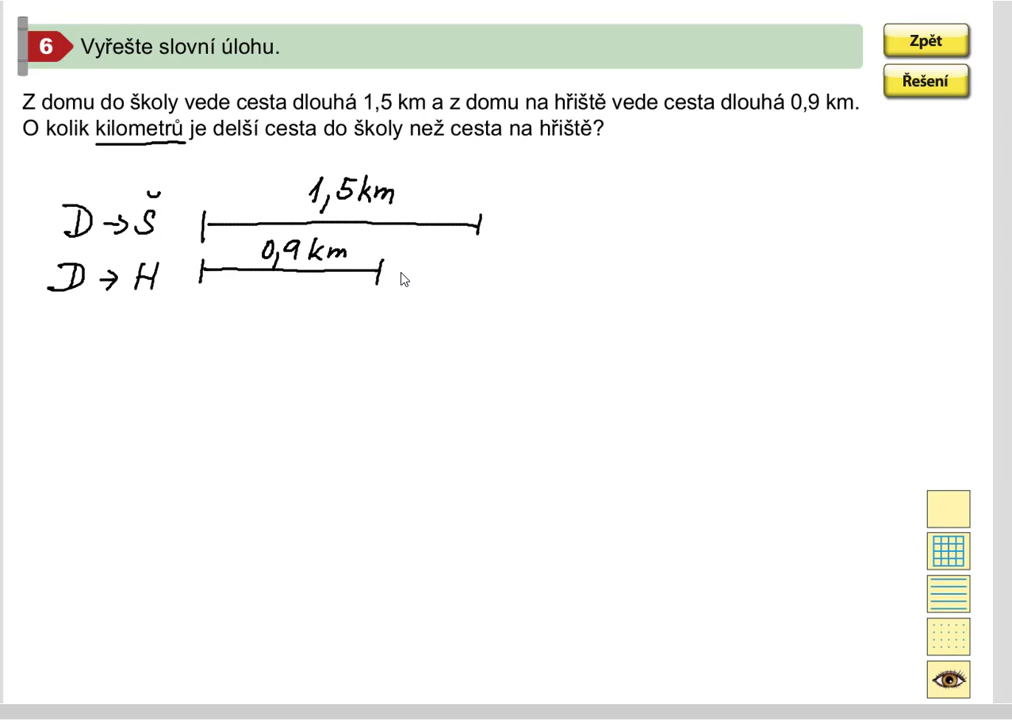 6 Vyřešte slovní úlohu.
Zpět
Řešení
Z domu do školy vede cesta dlouhá 1,5 km a z domu na hřiště vede cesta dlouhá 0,9 km.
O kolik kilometrů je delší cesta do školy než cesta na hřiště?
1,5 km
D → Š
0,9 km
D → H